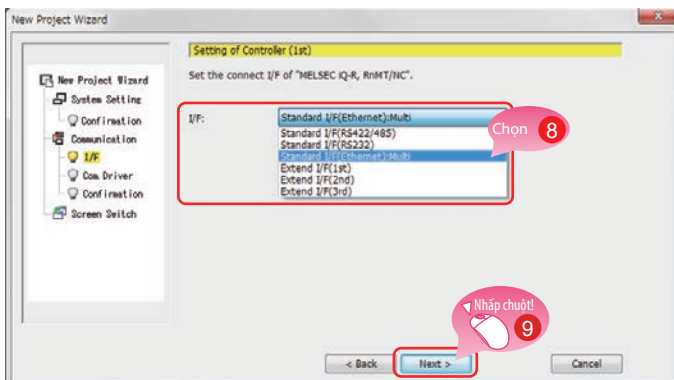 New Project Wizard
Setting of Controller (1st)
Set the connect I/F of "MELSEC iQ-R, RnMT/NC".
New Project Wizard
System Setting
Confirmation
Communication
I/F
Com. Driver
Confirmation
Screen Switch
I/F:
Standard I/F(Ethernet):Multi
Standard I/F(RS422/485)
Standard I/F(RS232)
Standard I/F(Ethernet):Multi
Extend I/F(1st)
Extend I/F(2nd)
Extend I/F(3rd)
Chọn 8
Nhấp chuột!
9
< Back
Next >
Cancel